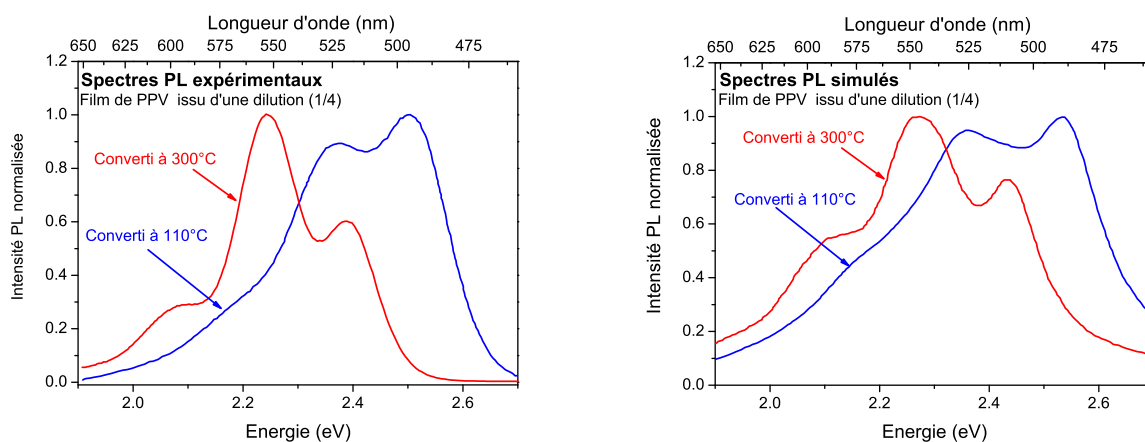 Longueur d'onde (nm)
650 625 600 575 550 525 500 475
1.2
1.0
0.8
0.6
0.4
0.2
0.0
Intensité PL normalisée
Spectres PL expérimentaux
Film de PPV issu d'une dilution (1/4)
Converti à 300°C
Converti à 110°C
2.0 2.2 2.4 2.6
Energie (eV)
Longueur d'onde (nm)
650 625 600 575 550 525 500 475
1.2
1.0
0.8
0.6
0.4
0.2
0.0
Intensité PL normalisée
Spectres PL simulés
Film de PPV issu d'une dilution (1/4)
Converti à 300°C
Converti à 110°C
2.0 2.2 2.4 2.6
Energie (eV)